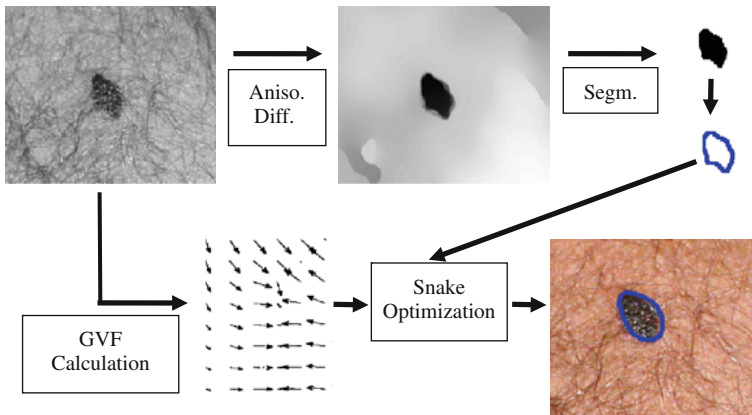 Aniso.
Diff.
Segm.
GVF
Calculation
Snake
Optimization